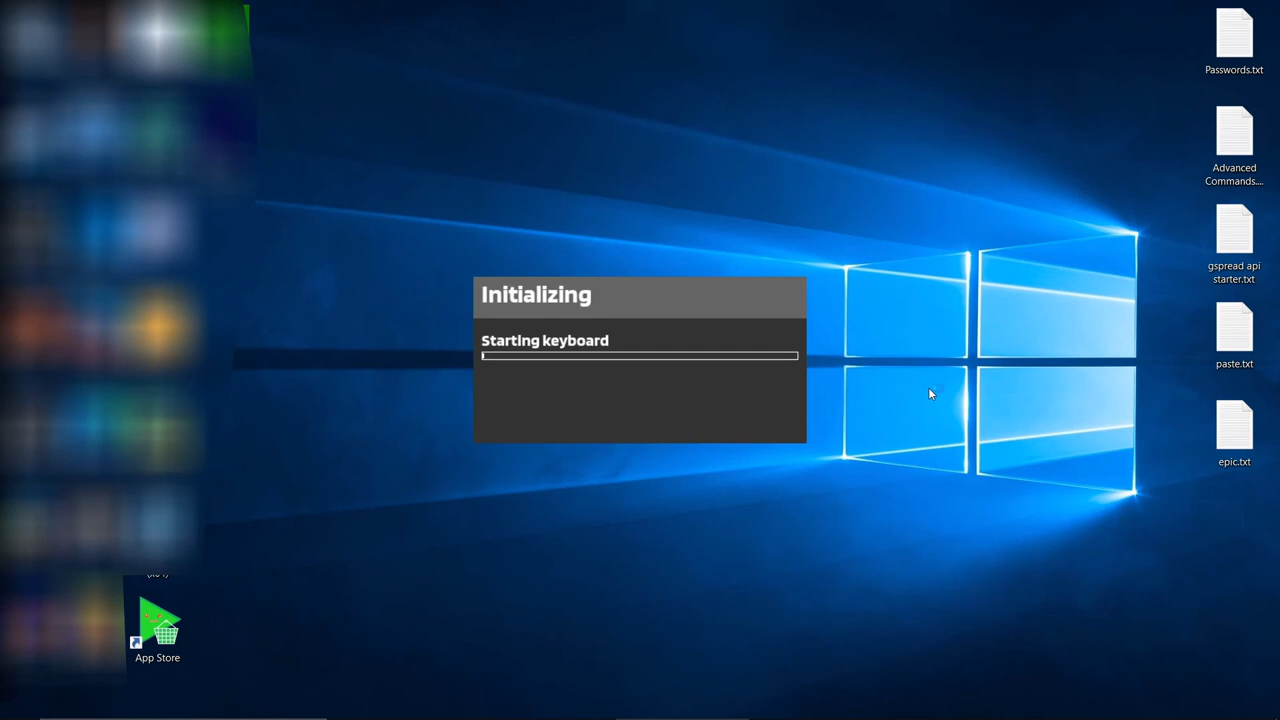 Passwords.txt
Advanced
Commands....
gspread api
starter.txt
paste.txt
epic.txt
Initializing
Starting keyboard
App Store